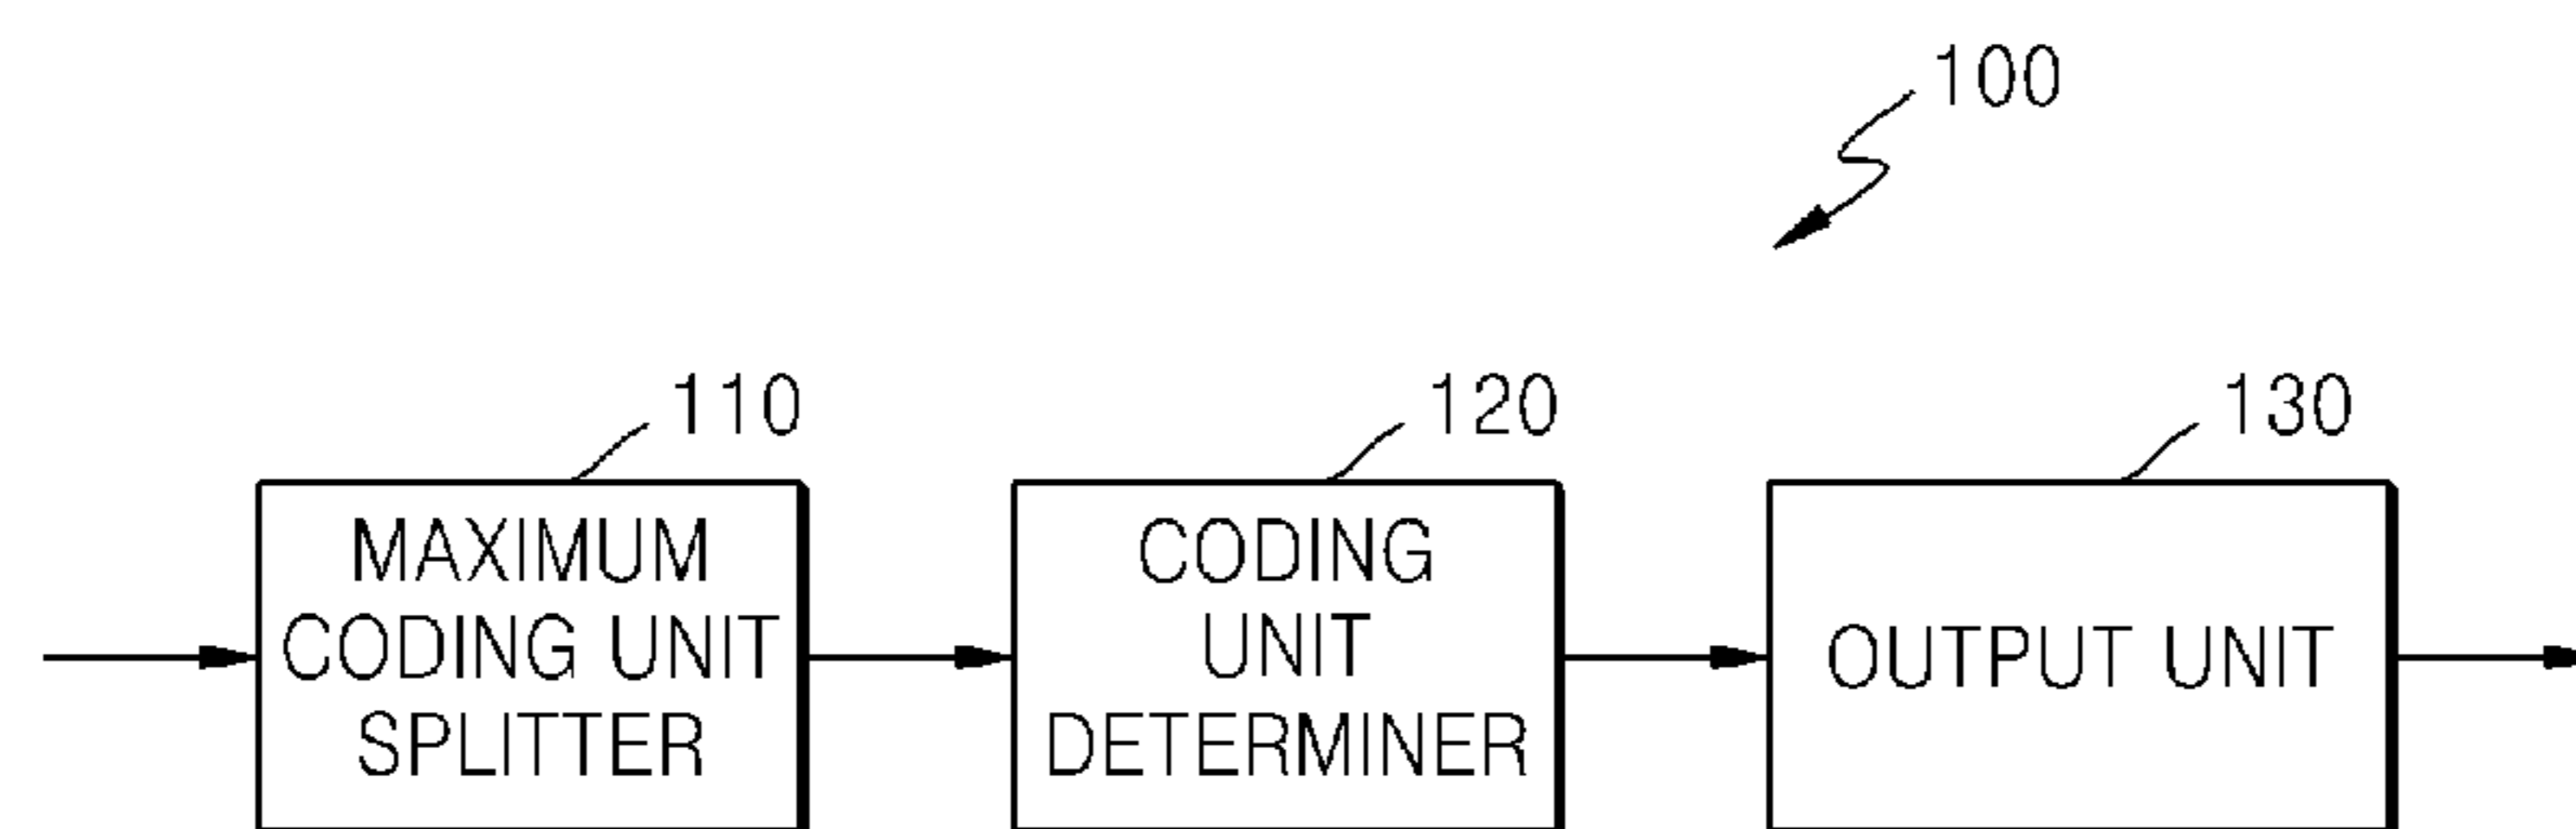 100
110
120
130
MAXIMUM
CODING UNIT
SPLITTER
CODING
UNIT
DETERMINER
OUTPUT UNIT